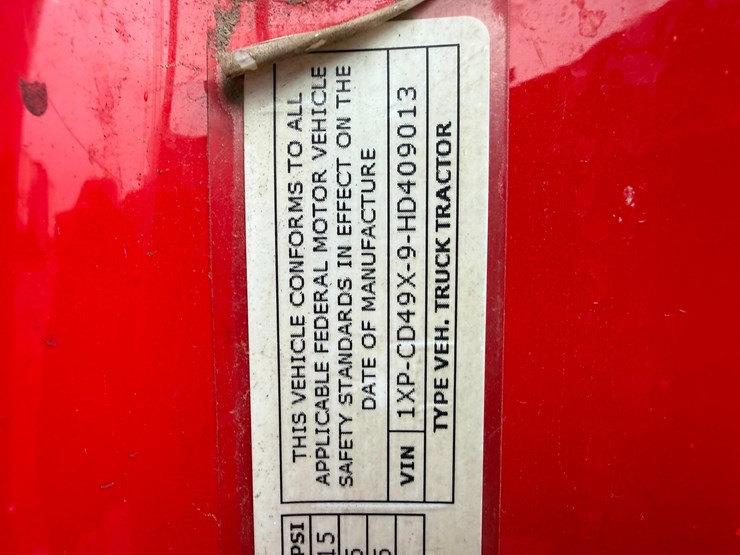 THIS VEHICLE CONFORMS TO ALL
APPLICABLE FEDERAL MOTOR VEHICLE
SAFETY STANDARDS IN EFFECT ON THE
DATE OF MANUFACTURE
VIN 1XP-CD49X-9-HD409013
TYPE VEH. TRUCK TRACTOR
PSI
15